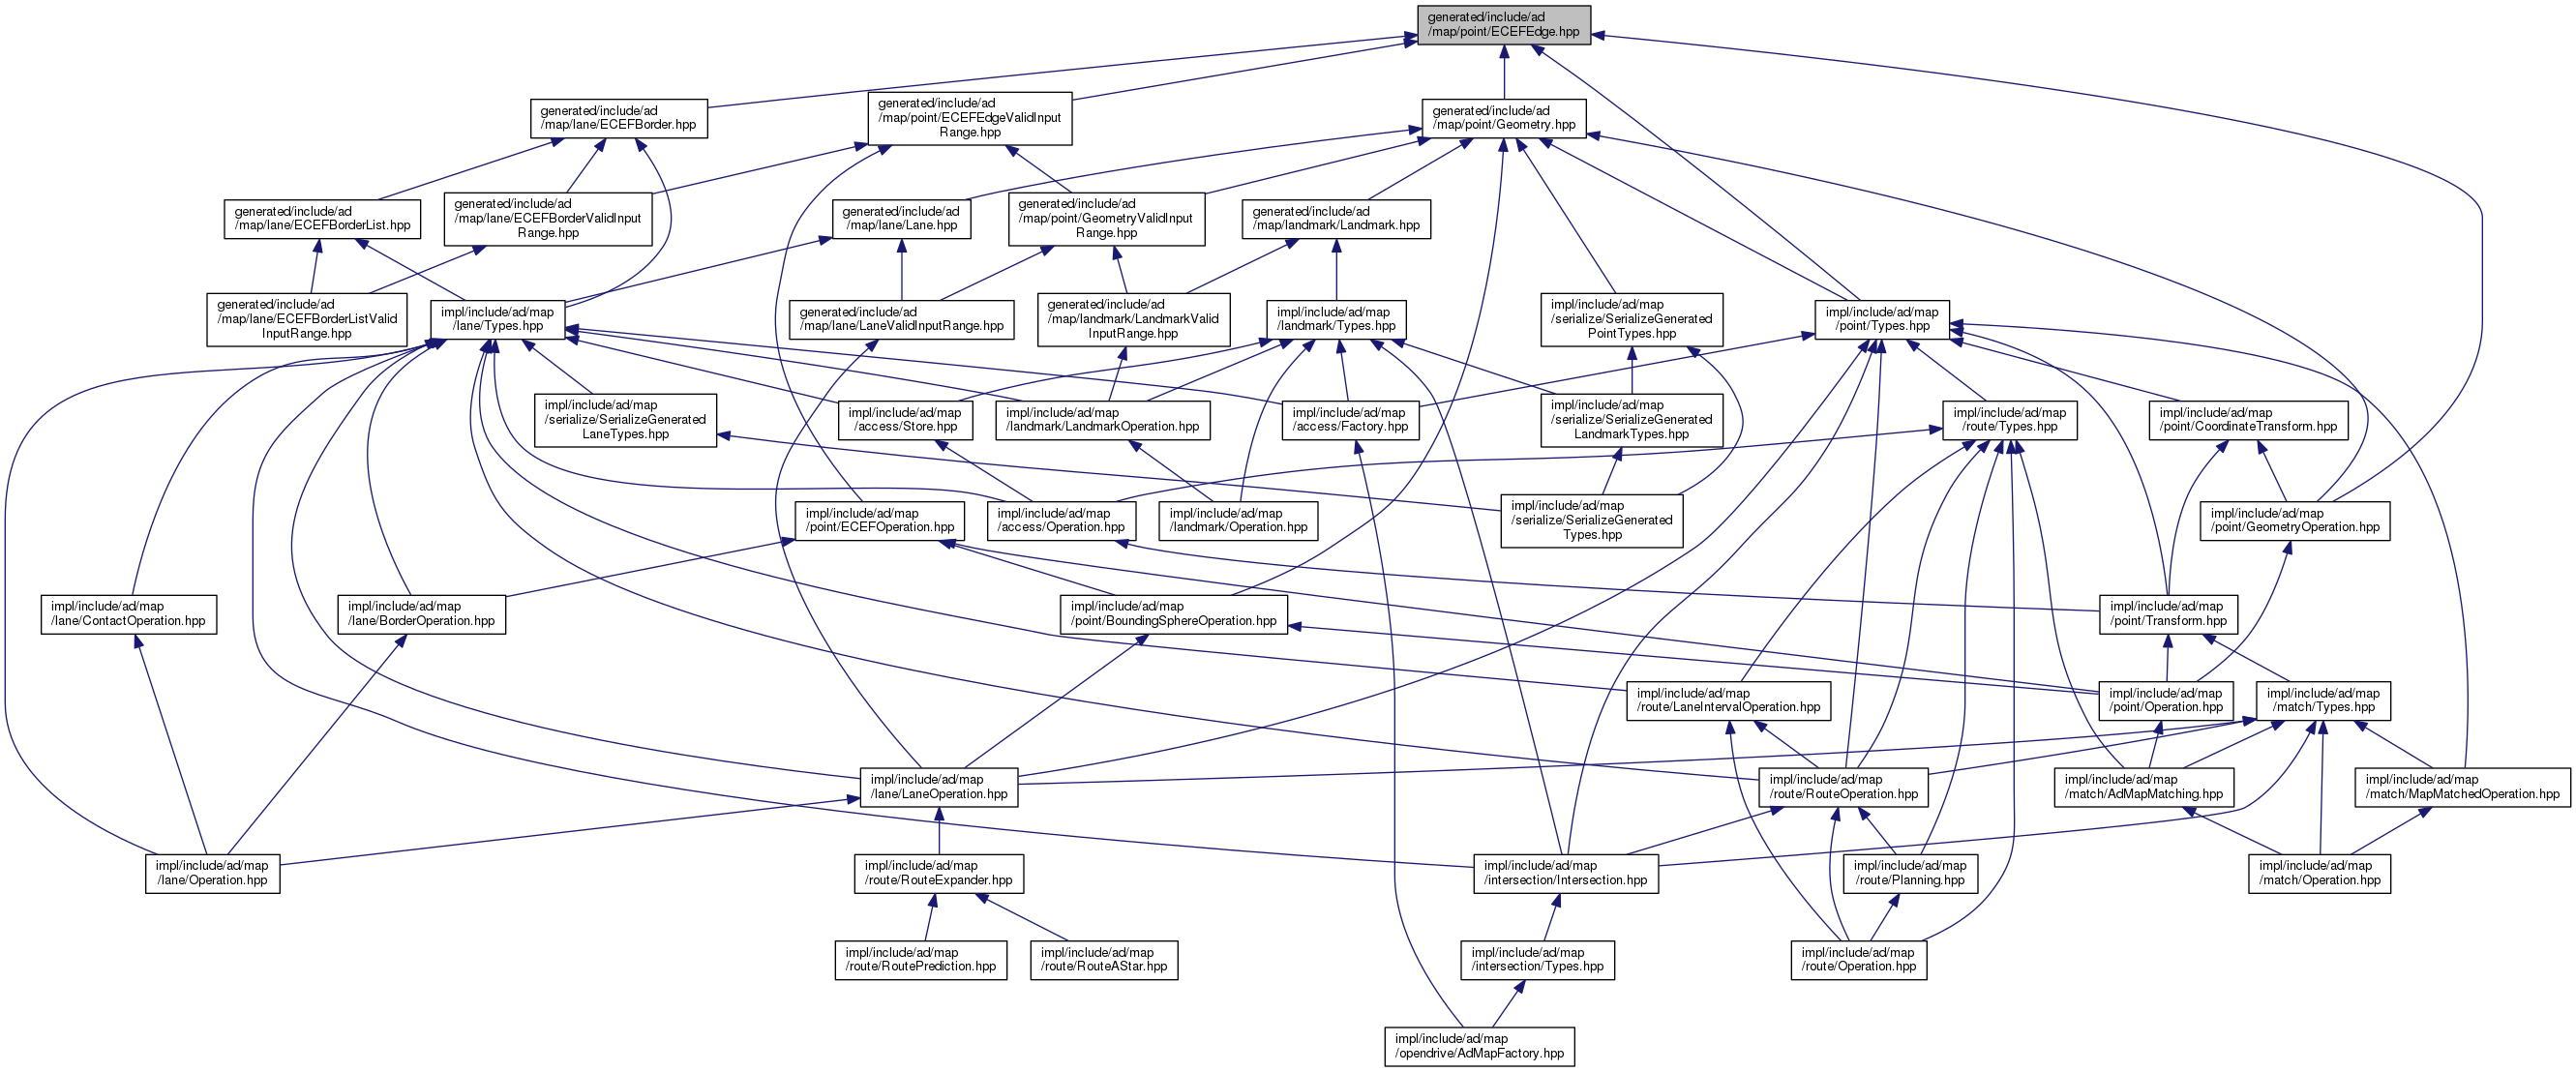 generated/include/ad
/map/point/ECEFEdge.hpp
generated/include/ad
/map/lane/ECEFBorder.hpp
generated/include/ad
/map/point/ECEFEdgeValidInput
Range.hpp
generated/include/ad
/map/point/Geometry.hpp
generated/include/ad
/map/lane/ECEFBorderList.hpp
generated/include/ad
/map/lane/ECEFBorderValidInput
Range.hpp
generated/include/ad
/map/lane/Lane.hpp
generated/include/ad
/map/point/GeometryValidInput
Range.hpp
generated/include/ad
/map/landmark/Landmark.hpp
generated/include/ad
/map/lane/ECEFBorderListValid
InputRange.hpp
impl/include/ad/map
/lane/Types.hpp
generated/include/ad
/map/lane/LaneValidInputRange.hpp
generated/include/ad
/map/landmark/LandmarkValid
InputRange.hpp
impl/include/ad/map
/landmark/Types.hpp
impl/include/ad/map
/serialize/SerializeGenerated
PointTypes.hpp
impl/include/ad/map
/point/Types.hpp
impl/include/ad/map
/serialize/SerializeGenerated
LaneTypes.hpp
impl/include/ad/map
/access/Store.hpp
impl/include/ad/map
/landmark/LandmarkOperation.hpp
impl/include/ad/map
/access/Factory.hpp
impl/include/ad/map
/serialize/SerializeGenerated
LandmarkTypes.hpp
impl/include/ad/map
/route/Types.hpp
impl/include/ad/map
/point/CoordinateTransform.hpp
impl/include/ad/map
/point/ECEFOperation.hpp
impl/include/ad/map
/access/Operation.hpp
impl/include/ad/map
/landmark/Operation.hpp
impl/include/ad/map
/serialize/SerializeGenerated
Types.hpp
impl/include/ad/map
/point/GeometryOperation.hpp
impl/include/ad/map
/lane/ContactOperation.hpp
impl/include/ad/map
/lane/BorderOperation.hpp
impl/include/ad/map
/point/BoundingSphereOperation.hpp
impl/include/ad/map
/point/Transform.hpp
impl/include/ad/map
/route/LaneIntervalOperation.hpp
impl/include/ad/map
/point/Operation.hpp
impl/include/ad/map
/match/Types.hpp
impl/include/ad/map
/lane/LaneOperation.hpp
impl/include/ad/map
/route/RouteOperation.hpp
impl/include/ad/map
/match/AdMapMatching.hpp
impl/include/ad/map
/match/MapMatchedOperation.hpp
impl/include/ad/map
/lane/Operation.hpp
impl/include/ad/map
/route/RouteExpander.hpp
impl/include/ad/map
/intersection/Intersection.hpp
impl/include/ad/map
/route/Planning.hpp
impl/include/ad/map
/match/Operation.hpp
impl/include/ad/map
/route/RoutePrediction.hpp
impl/include/ad/map
/route/RouteAStar.hpp
impl/include/ad/map
/intersection/Types.hpp
impl/include/ad/map
/route/Operation.hpp
impl/include/ad/map
/opendrive/AdMapFactory.hpp